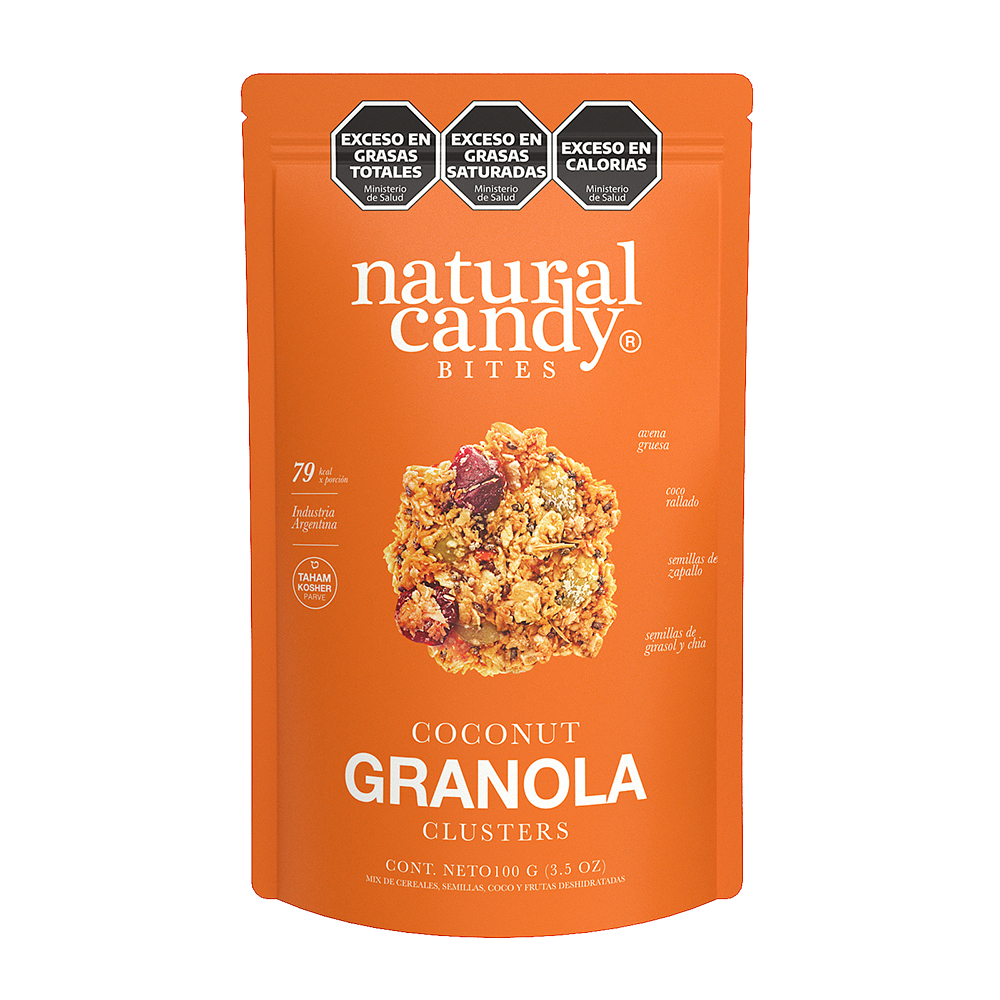 EXCESO EN
GRASAS
TOTALES
Ministerio
de Salud
EXCESO EN
GRASAS
SATURADAS
Ministerio
de Salud
EXCESO EN
CALORIAS
Ministerio
de Salud
natural
candy®
BITES
79 kcal
x porción
Industria
Argentina
TAHAM
KOSHER
PARVE
avena
gruesa
coco
rallado
semillas de
zapallo
semillas de
girasol y chia
COCONUT
GRANOLA
CLUSTERS
CONT. NETO100 G (3.5 OZ)
MIX DE CEREALES, SEMILLAS, COCO Y FRUTAS DESHIDRATADAS